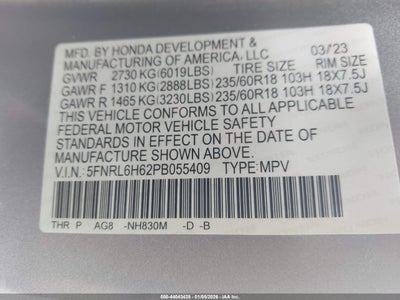 MFD. BY HONDA DEVELOPMENT &
MANUFACTURING OF AMERICA, LLC 03/23
GVWR 2730 KG (6019LBS) TIRE SIZE RIM SIZE
GAWR F 1310 KG (2888LBS) 235/60R18 103H 18X7.5J
GAWR R 1465 KG (3230LBS) 235/60R18 103H 18X7.5J
THIS VEHICLE CONFORMS TO ALL APPLICABLE
FEDERAL MOTOR VEHICLE SAFETY
STANDARDS IN EFFECT ON THE DATE OF
MANUFACTURE SHOWN ABOVE.
V.I.N: 5FNRL6H62PB055409 TYPE:MPV
THR P AG8 -NH830M -D -B